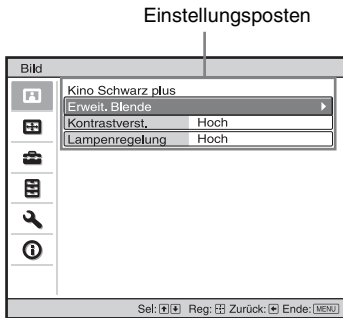 Einstellungsposten
Bild
Kino Schwarz plus
Erweit. Blende
Kontrastverst. Hoch
Lampenregelung Hoch
Sel: Reg: Zurück: Ende: MENU